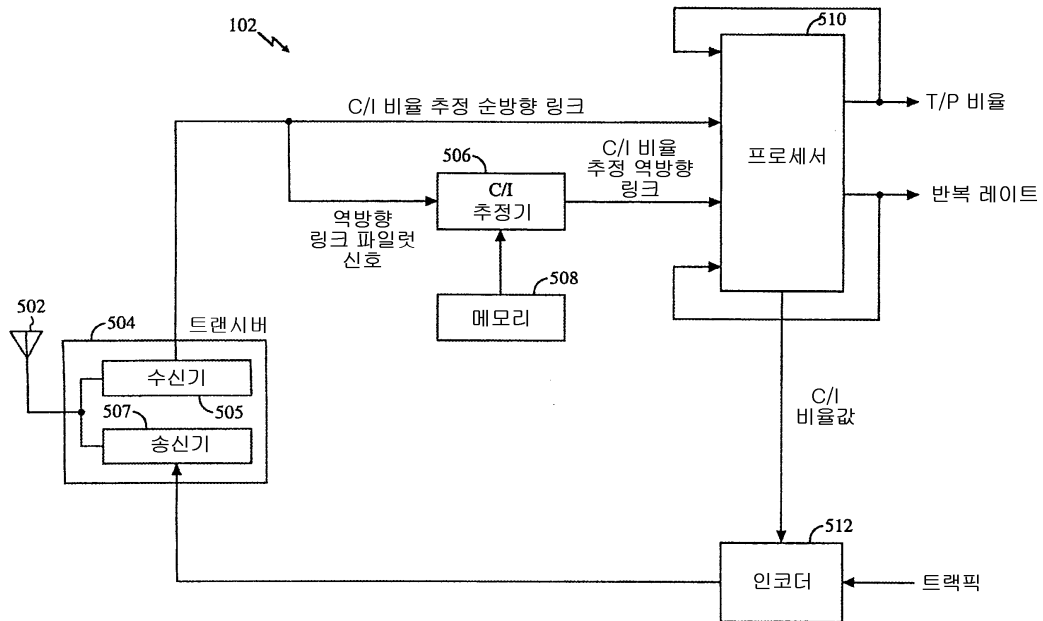 102
510
C/I 비율 추정 순방향 링크
T/P 비율
프로세서
506
C/I
추정기
C/I 비율
추정 역방향
링크
반복 레이트
역방향
링크 파일럿
신호
508
메모리
502
504
트랜시버
수신기
505
507
송신기
C/I
비율값
512
인코더
트랙픽